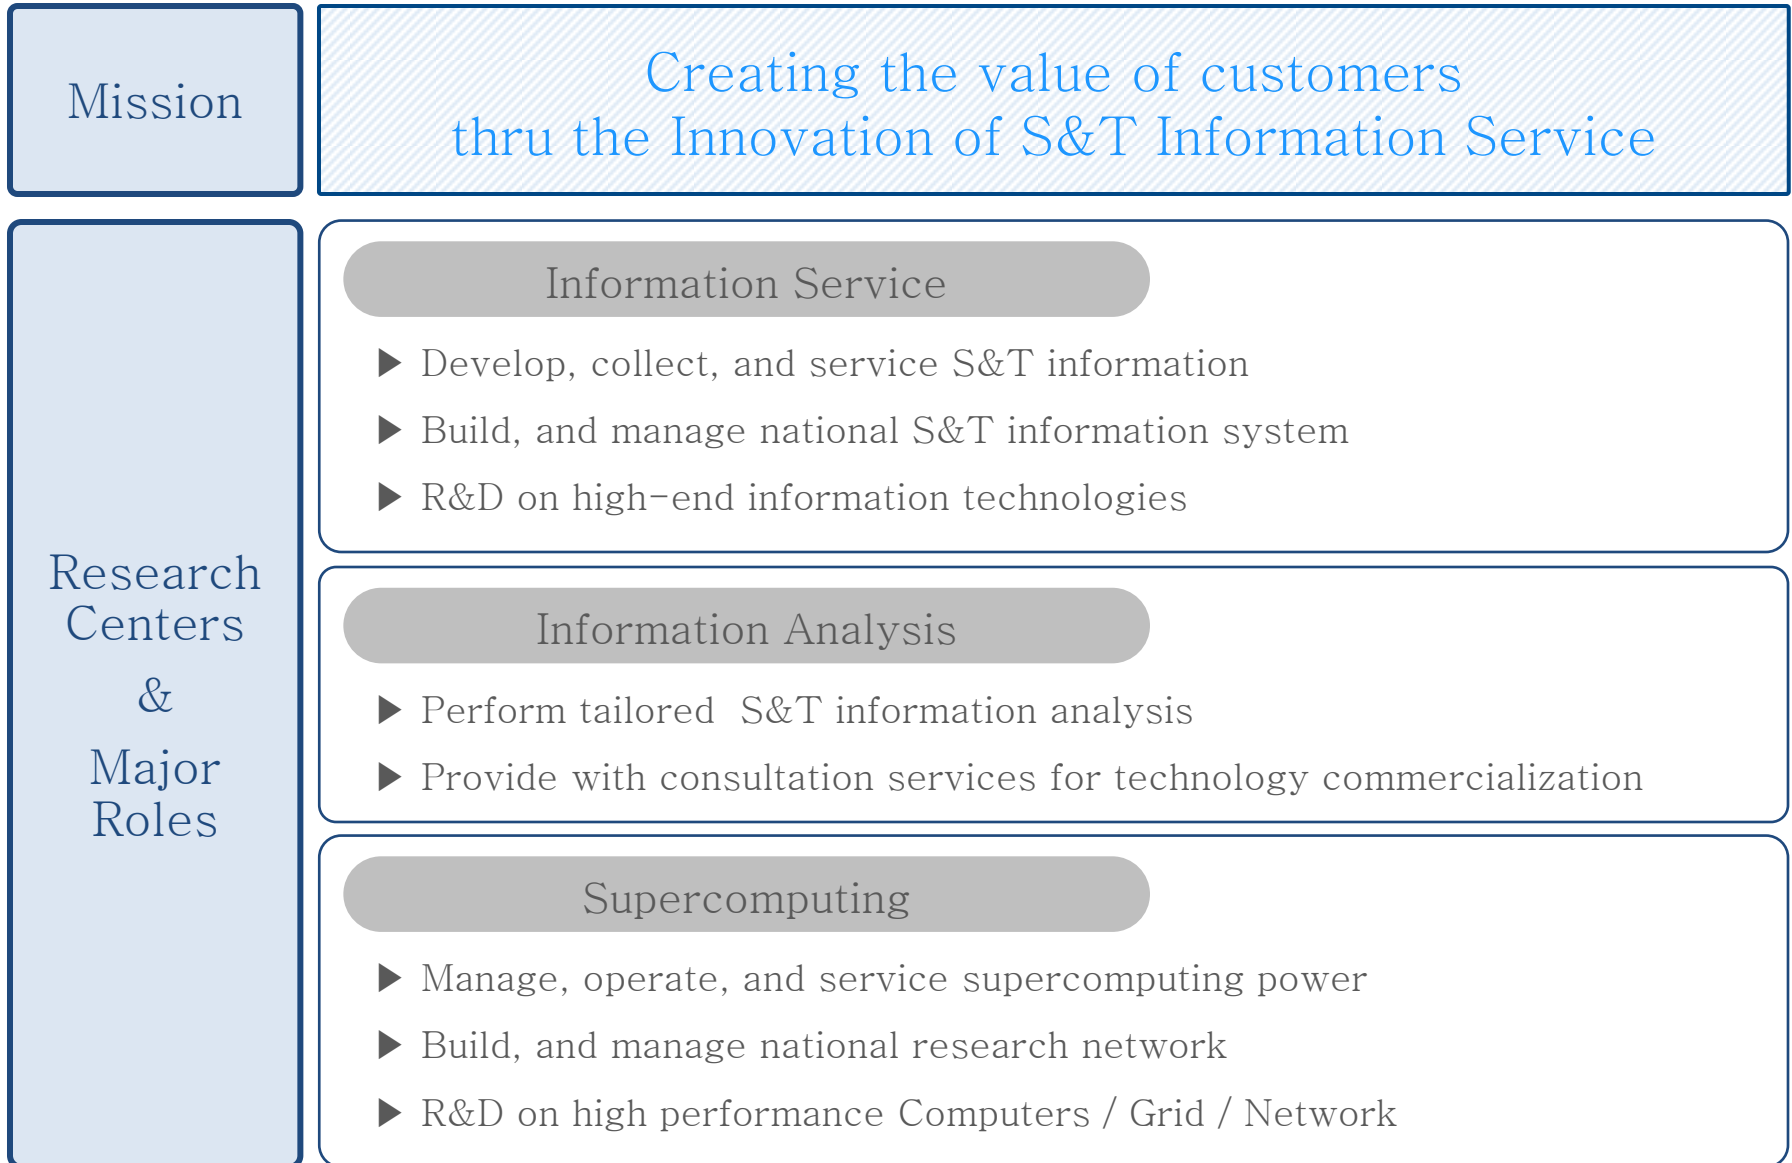 Mission
Creating the value of customers
thru the Innovation of S&T Information Service
Research
Centers
&
Major
Roles
Information Service
▶ Develop, collect, and service S&T information
▶ Build, and manage national S&T information system
▶ R&D on high-end information technologies
Information Analysis
▶ Perform tailored  S&T information analysis
▶ Provide with consultation services for technology commercialization
Supercomputing
▶ Manage, operate, and service supercomputing power
▶ Build, and manage national research network
▶ R&D on high performance Computers / Grid / Network